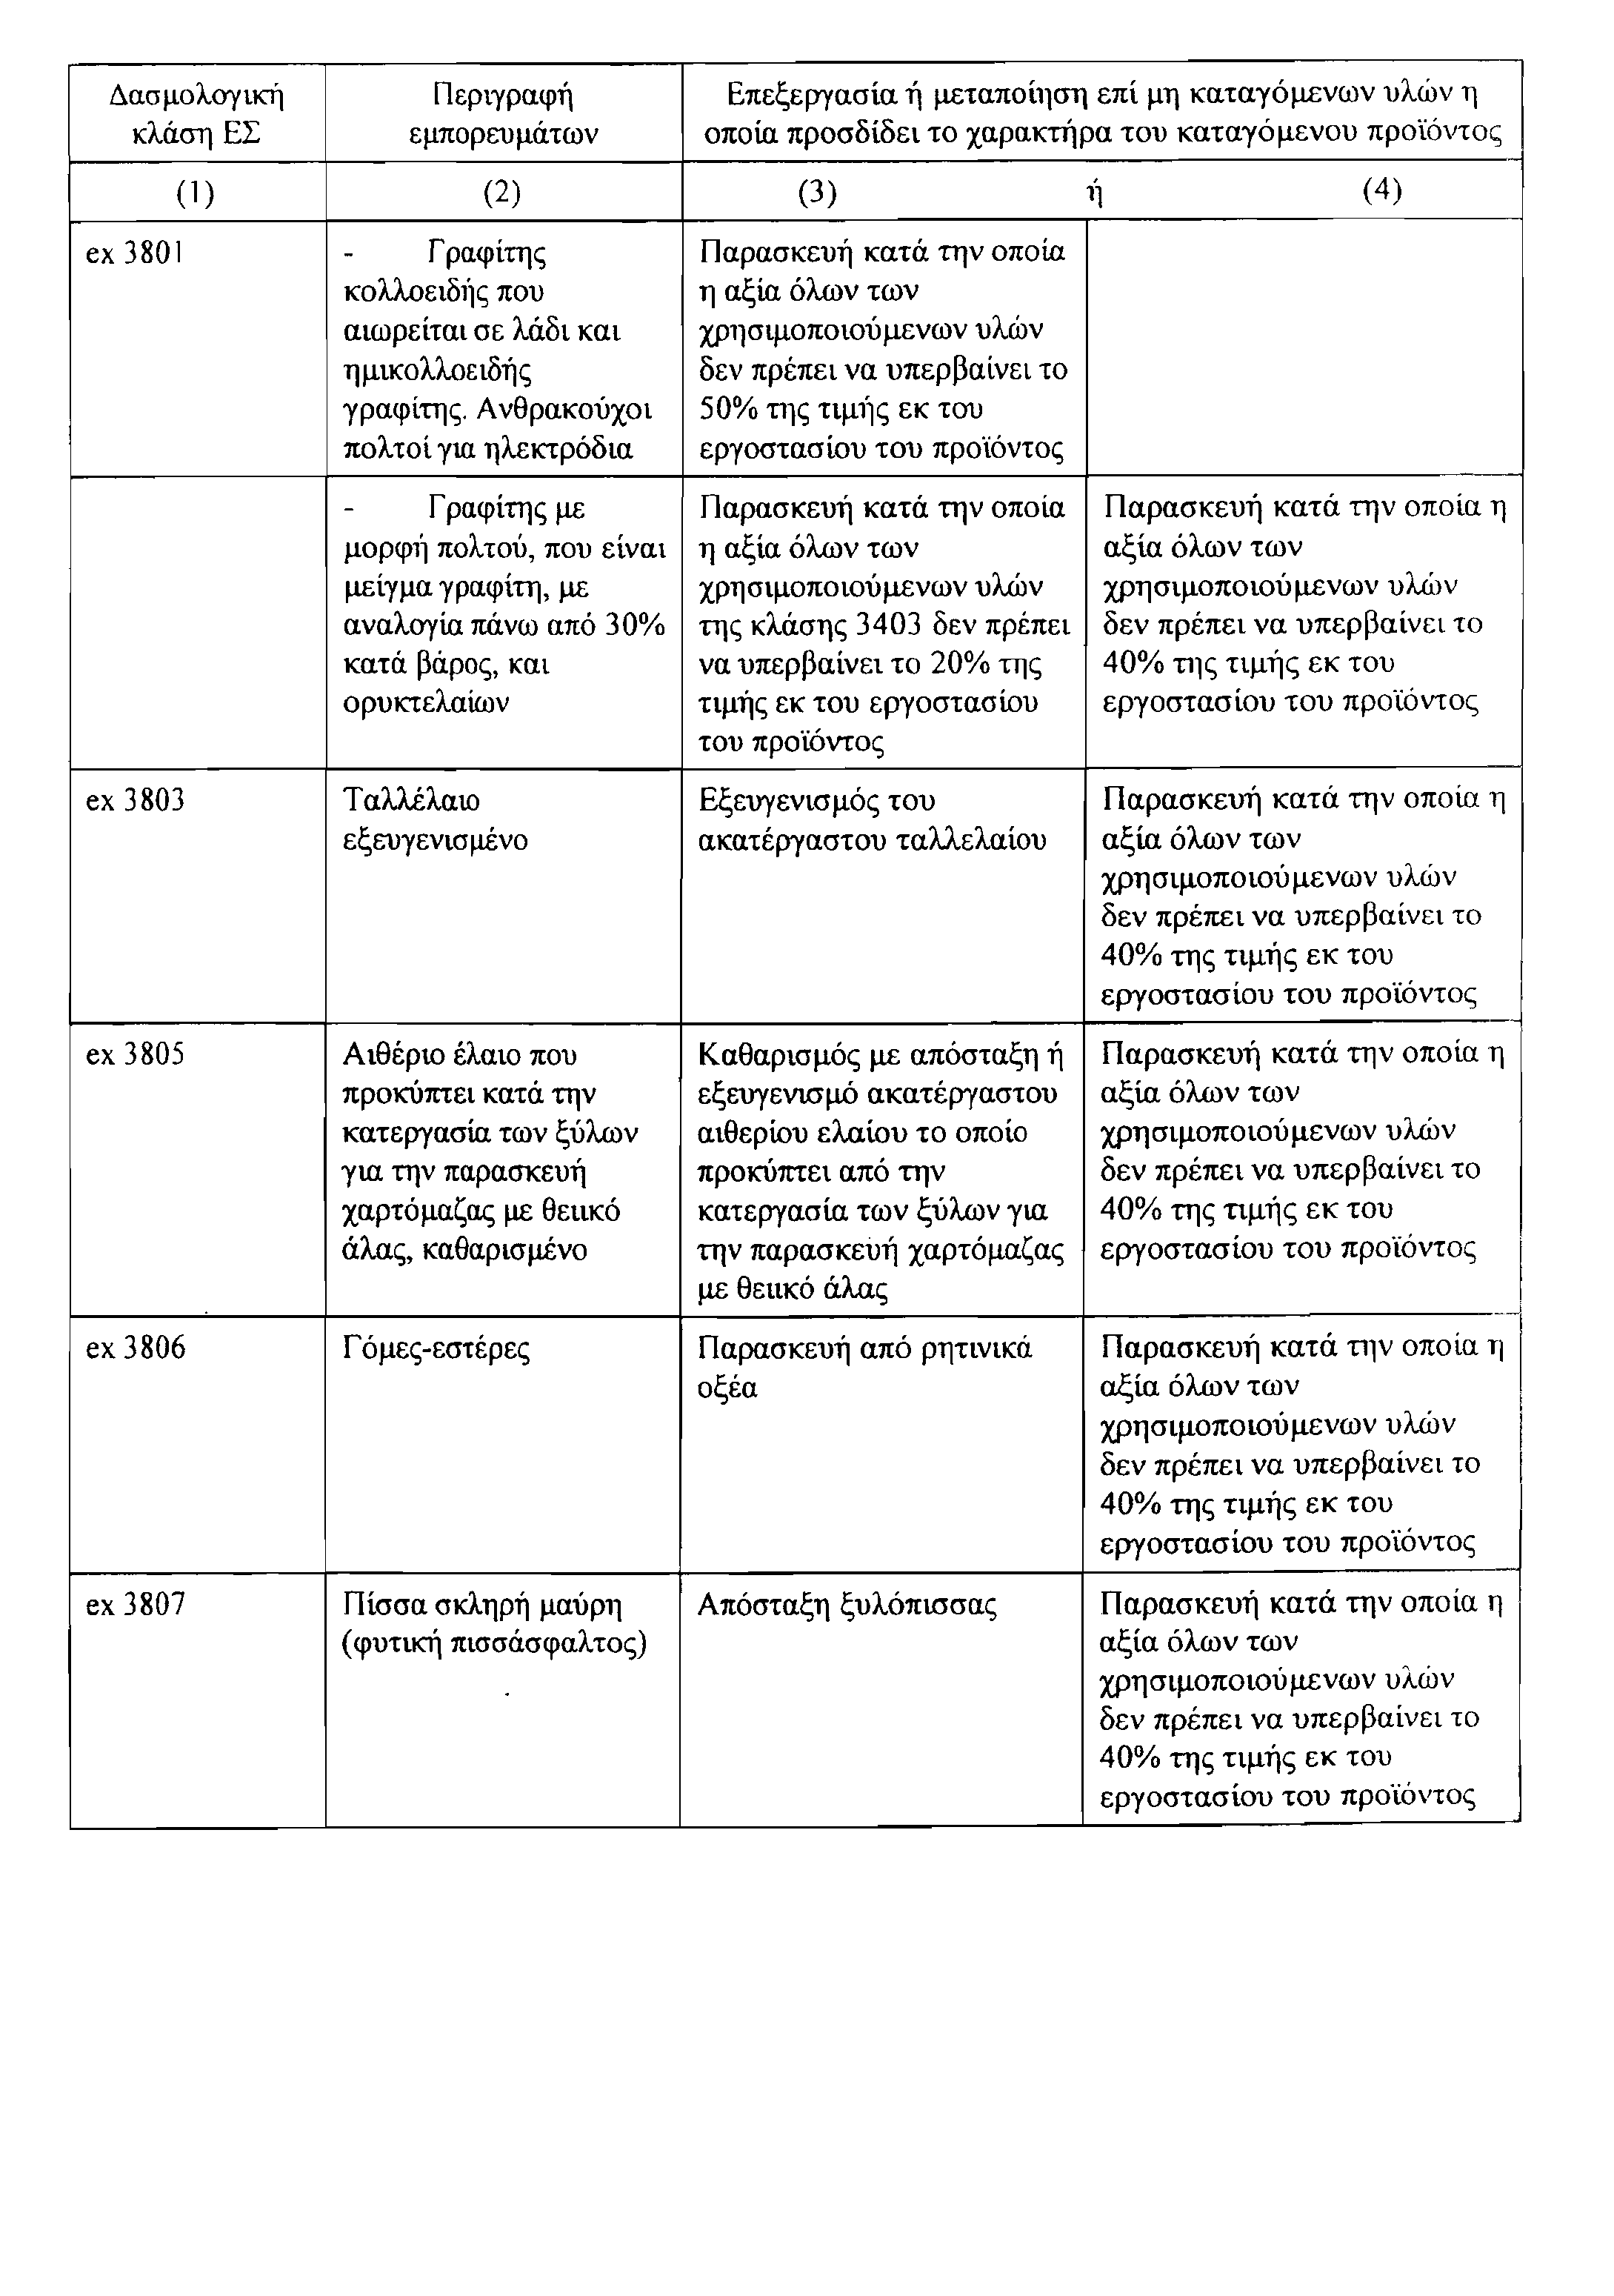 Δασμολογική
κλάση ΕΣ
Περιγραφή
εμπορευμάτων
Επεξεργασία ή μεταποίηση επί μη καταγόμενων υλών η
οποία προσδίδει το χαρακτήρα του καταγόμενου προϊόντος
(1)
(2)
(3) ή (4)
ex 3801
- Γραφίτης
κολλοειδής που
αιωρείται σε λάδι και
ημικολλοειδής
γραφίτης. Ανθρακούχοι
πολτοί για ηλεκτρόδια
Παρασκευή κατά την οποία
η αξία όλων των
χρησιμοποιούμενων υλών
δεν πρέπει να υπερβαίνει το
50% της τιμής εκ του
εργοστασίου του προϊόντος
- Γραφίτης με
μορφή πολτού, που είναι
μείγμα γραφίτη, με
αναλογία πάνω από 30%
κατά βάρος, και
ορυκτελαίων
Παρασκευή κατά την οποία
η αξία όλων των
χρησιμοποιούμενων υλών
της κλάσης 3403 δεν πρέπει
να υπερβαίνει το 20% της
τιμής εκ του εργοστασίου
του προϊόντος
Παρασκευή κατά την οποία η
αξία όλων των
χρησιμοποιούμενων υλών
δεν πρέπει να υπερβαίνει το
40% της τιμής εκ του
εργοστασίου του προϊόντος
ex 3803
Ταλλέλαιο
εξευγενισμένο
Εξευγενισμός του
ακατέργαστου ταλλελαίου
Παρασκευή κατά την οποία η
αξία όλων των
χρησιμοποιούμενων υλών
δεν πρέπει να υπερβαίνει το
40% της τιμής εκ του
εργοστασίου του προϊόντος
ex 3805
Αιθέριο έλαιο που
προκύπτει κατά την
κατεργασία των ξύλων
για την παρασκευή
χαρτόμαζας με θειικό
άλας, καθαρισμένο
Καθαρισμός με απόσταξη ή
εξευγενισμό ακατέργαστου
αιθερίου ελαίου το οποίο
προκύπτει από την
κατεργασία των ξύλων για
την παρασκευή χαρτόμαζας
με θειικό άλας
Παρασκευή κατά την οποία η
αξία όλων των
χρησιμοποιούμενων υλών
δεν πρέπει να υπερβαίνει το
40% της τιμής εκ του
εργοστασίου του προϊόντος
ex 3806
Γόμες-εστέρες
Παρασκευή από ρητινικά
οξέα
Παρασκευή κατά την οποία η
αξία όλων των
χρησιμοποιούμενων υλών
δεν πρέπει να υπερβαίνει το
40% της τιμής εκ του
εργοστασίου του προϊόντος
ex 3807
Πίσσα σκληρή μαύρη
(φυτική πισσάσφαλτος)
Απόσταξη ξυλόπισσας
Παρασκευή κατά την οποία η
αξία όλων των
χρησιμοποιούμενων υλών
δεν πρέπει να υπερβαίνει το
40% της τιμής εκ του
εργοστασίου του προϊόντος